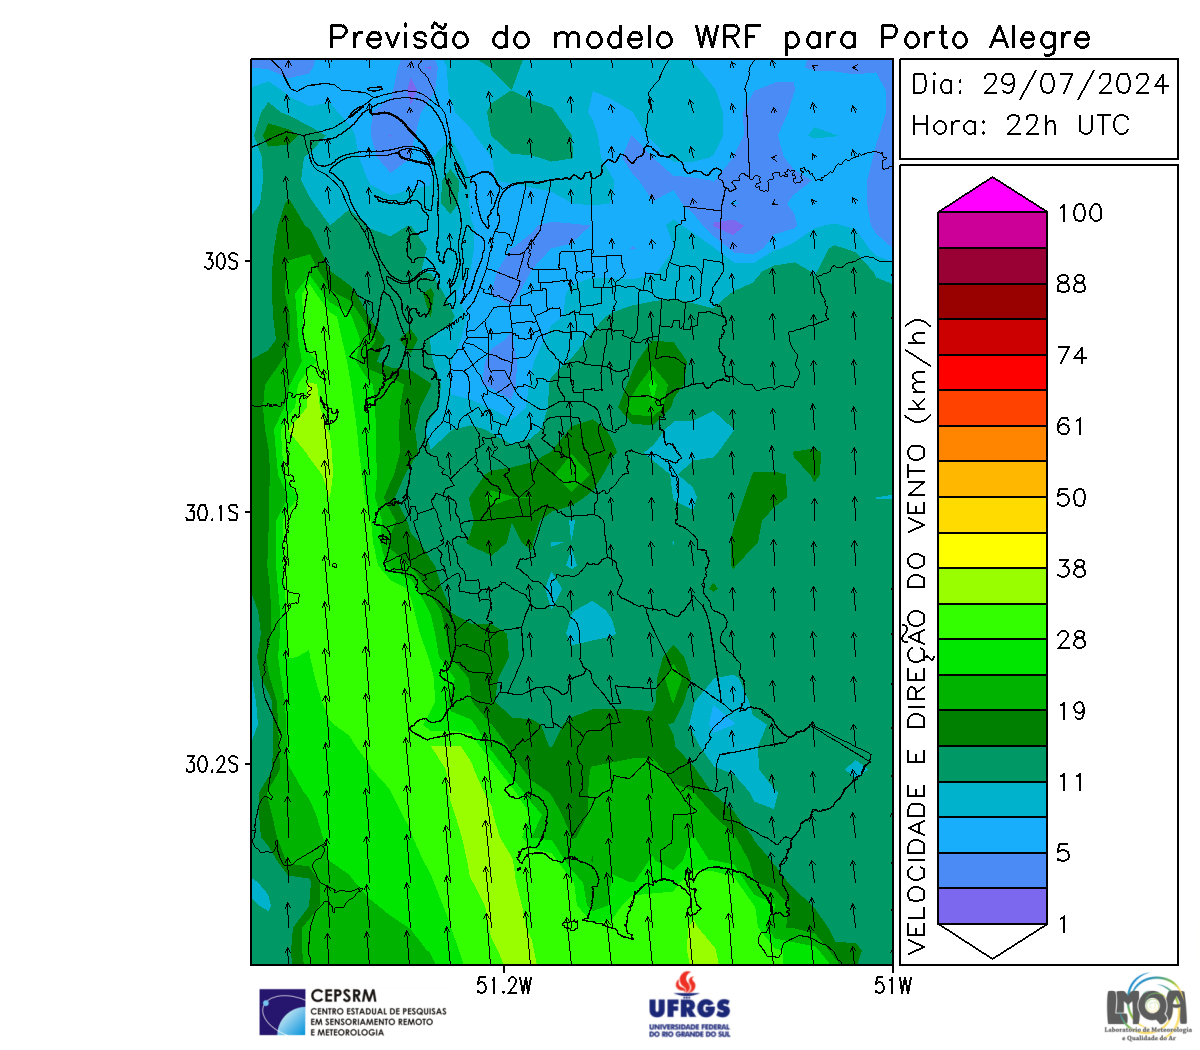 Previsão do modelo WRF para Porto Alegre
Dia: 29/07/2024
Hora: 22h UTC
30S
30.1S
30.2S
51.2W
51W
VELOCIDADE E DIREÇÃO DO VENTO (km/h)
100
88
74
61
50
38
28
19
11
5
1
CEPSRM
CENTRO ESTADUAL DE PESQUISAS
EM SENSORIAMENTO REMOTO
E METEOROLOGIA
UFRGS
UNIVERSIDADE FEDERAL
DO RIO GRANDE DO SUL
LMQA
Laboratório de Meteorologia
e Qualidade do Ar